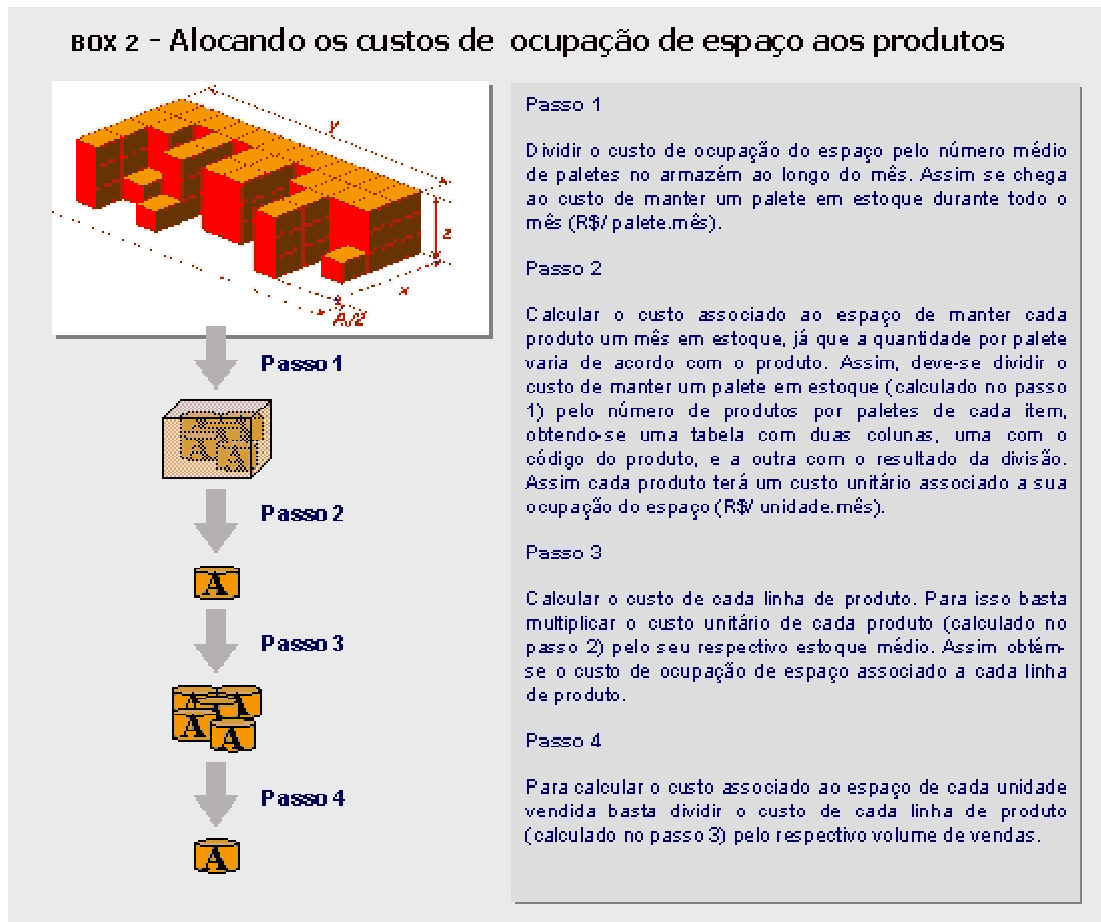 BOX 2 - Alocando os custos de ocupação de espaço aos produtos
y
z
x
A/2
Passo 1
Passo 2
A
Passo 3
A
A
A
A
Passo 4
A
Passo 1
Dividir o custo de ocupação do espaço pelo número médio
de paletes no armazém ao longo do mês. Assim se chega
ao custo de manter um palete em estoque durante todo o
mês (R$/ palete.mês).
Passo 2
Calcular o custo associado ao espaço de manter cada
produto um mês em estoque, já que a quantidade por palete
varia de acordo com o produto. Assim, deve-se dividir o
custo de manter um palete em estoque (calculado no passo
1) pelo número de produtos por paletes de cada item,
obtendo-se uma tabela com duas colunas, uma com o
código do produto, e a outra com o resultado da divisão.
Assim cada produto terá um custo unitário associado a sua
ocupação do espaço (R$/ unidade.mês).
Passo 3
Calcular o custo de cada linha de produto. Para isso basta
multiplicar o custo unitário de cada produto (calculado no
passo 2) pelo seu respectivo estoque médio. Assim obtém-
se o custo de ocupação de espaço associado a cada linha
de produto.
Passo 4
Para calcular o custo associado ao espaço de cada unidade
vendida basta dividir o custo de cada linha de produto
(calculado no passo 3) pelo respectivo volume de vendas.